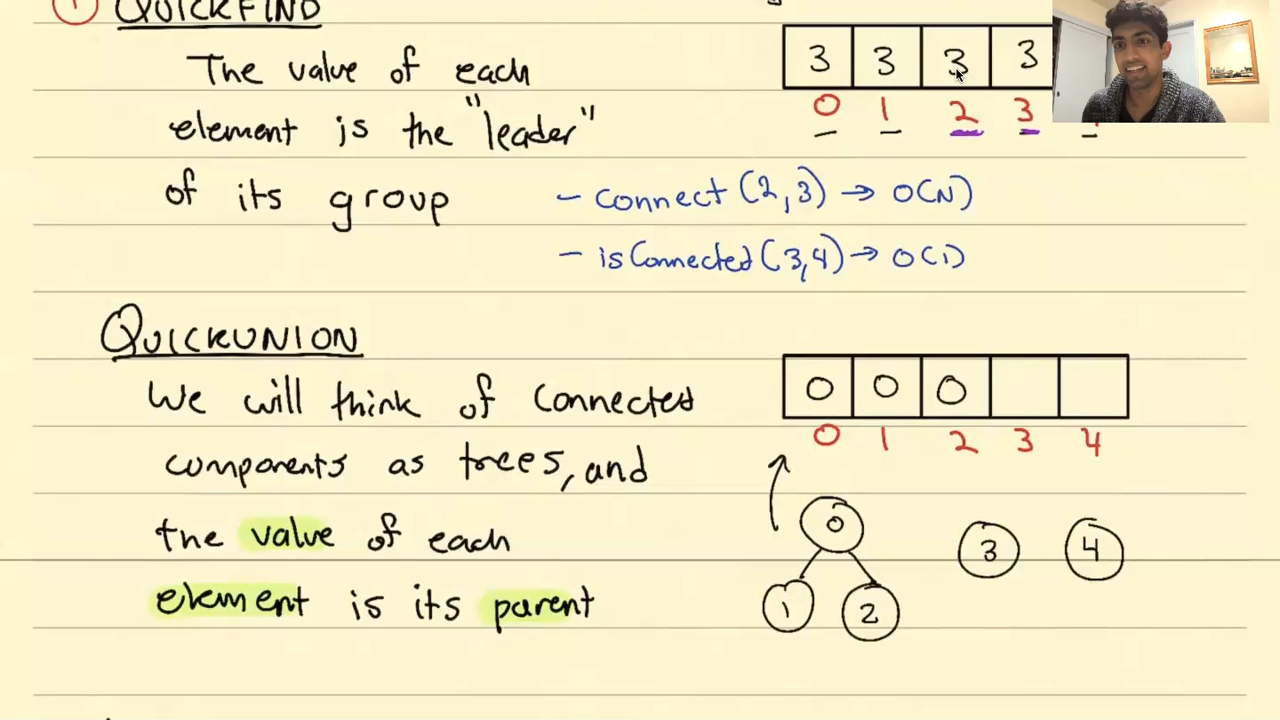 1 QUICKFIND
The value of each
element is the "leader"
of its group
3 3 3 3
0 1 2 3
- connect (2,3) → O(N)
- isConnected (3,4) → O(1)
QUICKUNION
We will think of connected
components as trees, and
the value of each
element is its parent
0 0 0
0 1 2 3 4
0
3 4
1 2